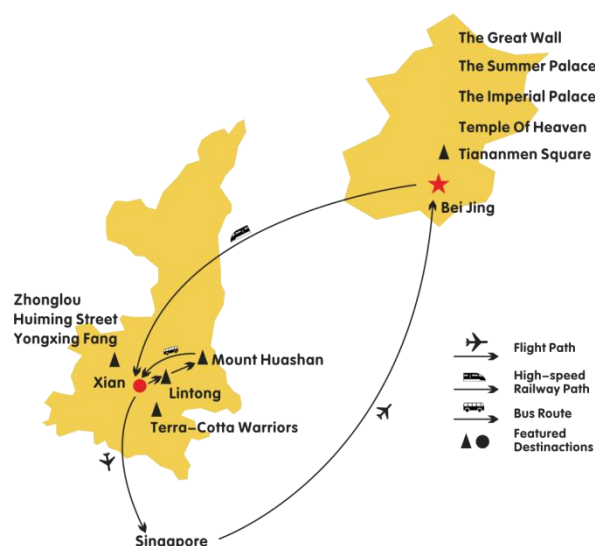 The Great Wall
The Summer Palace
The Imperial Palace
Temple Of Heaven
Tiananmen Square
Bei Jing
Zhonglou
Huiming Street
Yongxing Fang
Xian
Mount Huashan
Lintong
Terra-Cotta Warriors
Singapore
Flight Path
High-speed
Railway Path
Bus Route
Featured
Destinactions